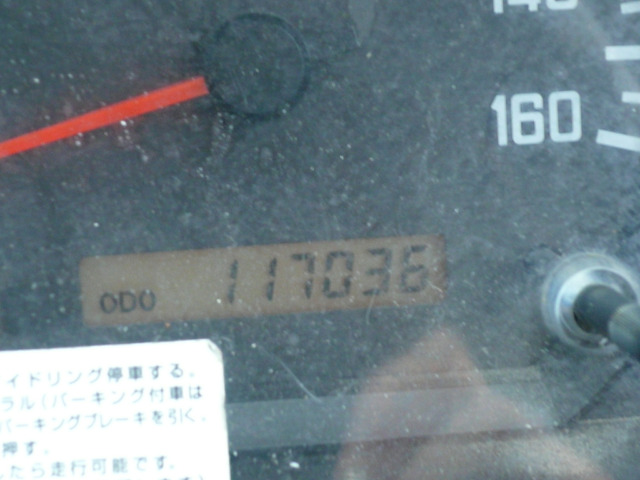 160
ODO 117036
イドリング停車する。
ラル(パーキング付車は
パーキングブレーキを引く、
押す。
したら走行可能です。